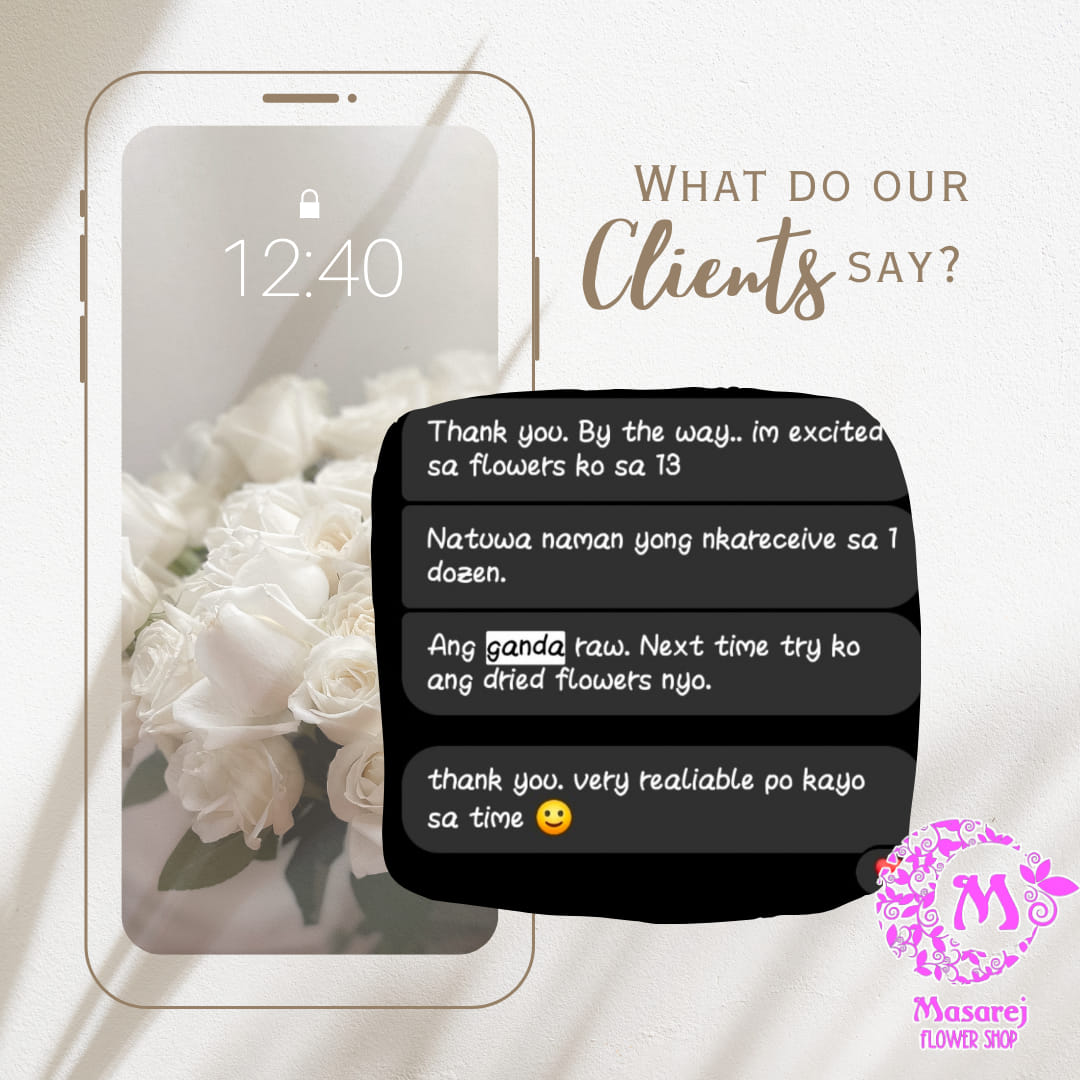 12:40
What do our
Clients say?
Thank you. By the way.. im excited
sa flowers ko sa 13
Natuwa naman yong nkareceive sa 1
dozen.
Ang ganda raw. Next time try ko
ang dried flowers nyo.
thank you. very realiable po kayo
sa time 🙂
M
Masarej
FLOWER SHOP